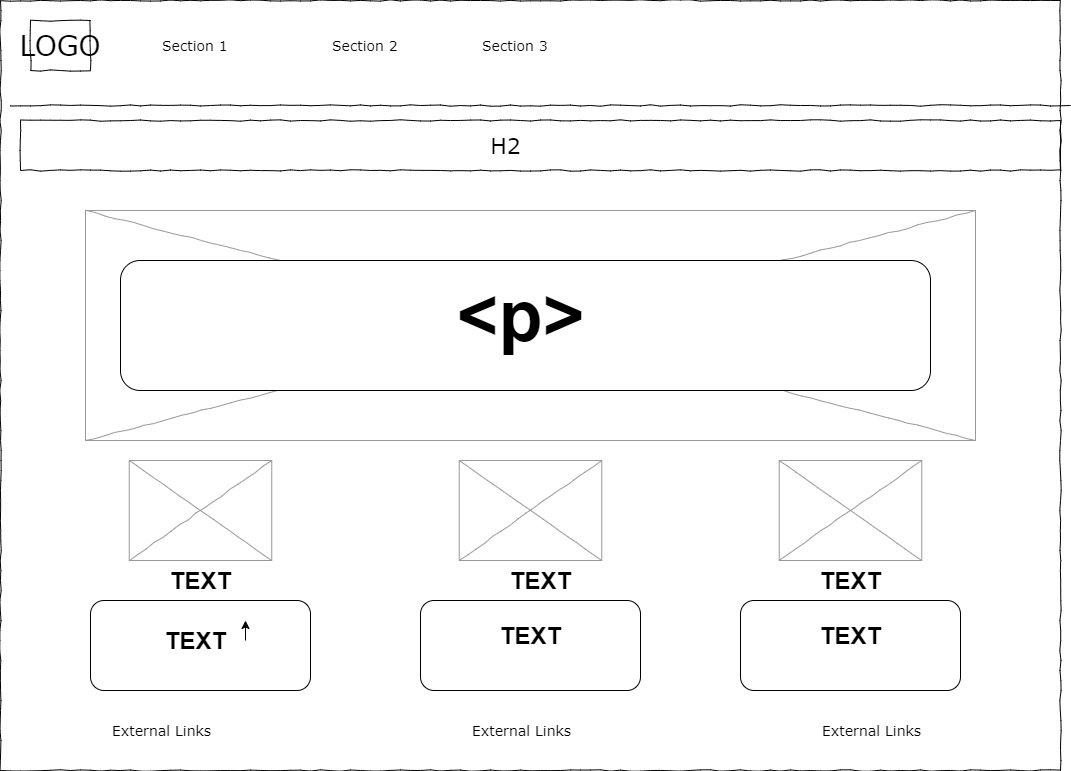 LOGO Section 1 Section 2 Section 3
H2
<p>
TEXT TEXT TEXT
TEXT TEXT TEXT
External Links External Links External Links